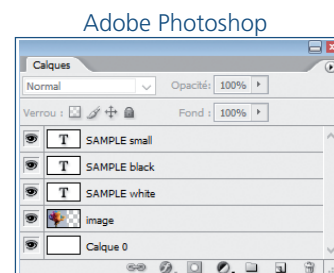 Adobe Photoshop
Calques
Normal Opacité: 100%
Verrou : Fond : 100%
T SAMPLE small
T SAMPLE black
T SAMPLE white
image
Calque 0